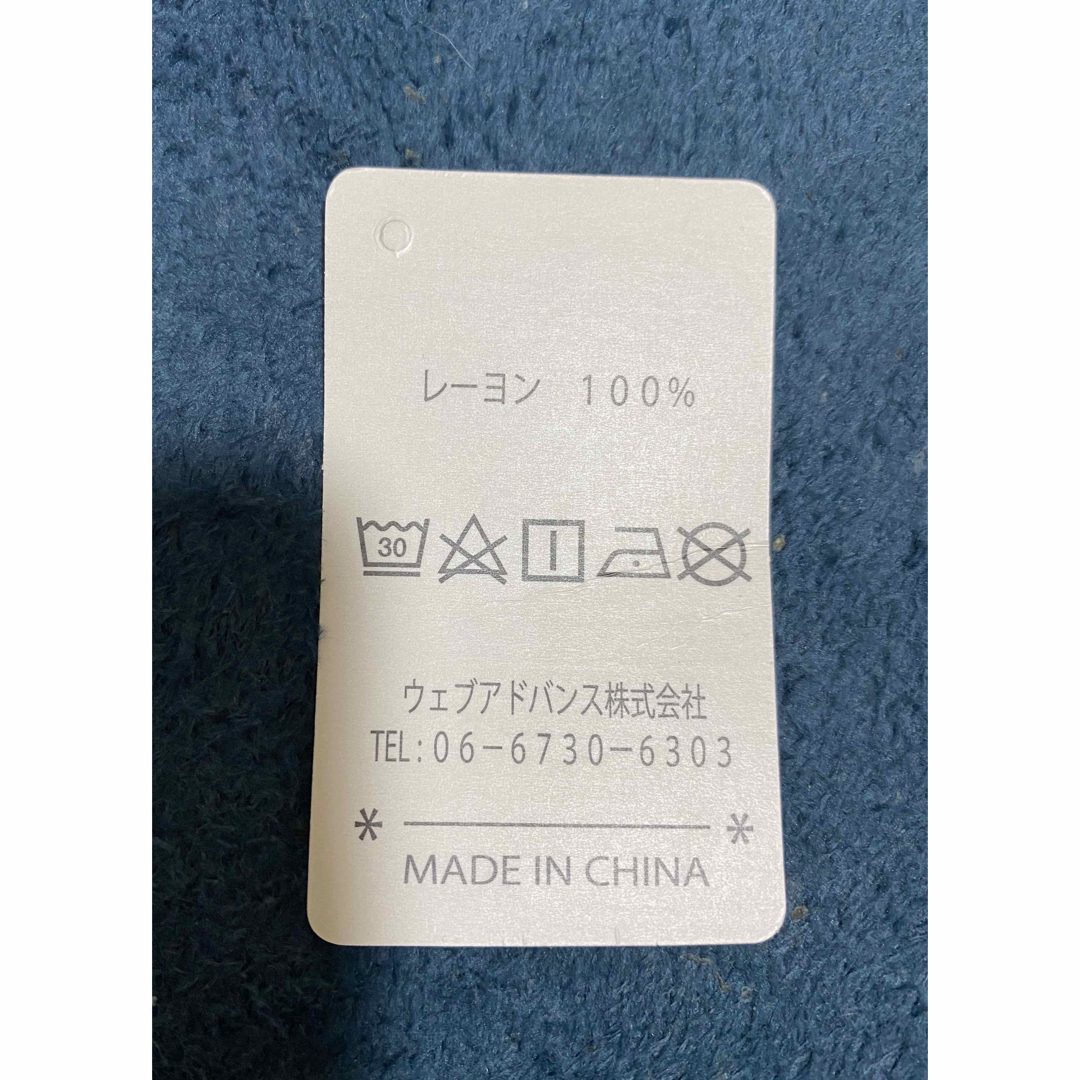 レーヨン　１００％
30
ウェブアドバンス株式会社
TEL:０６－６７３０－６３０３
* ――― *
MADE IN CHINA